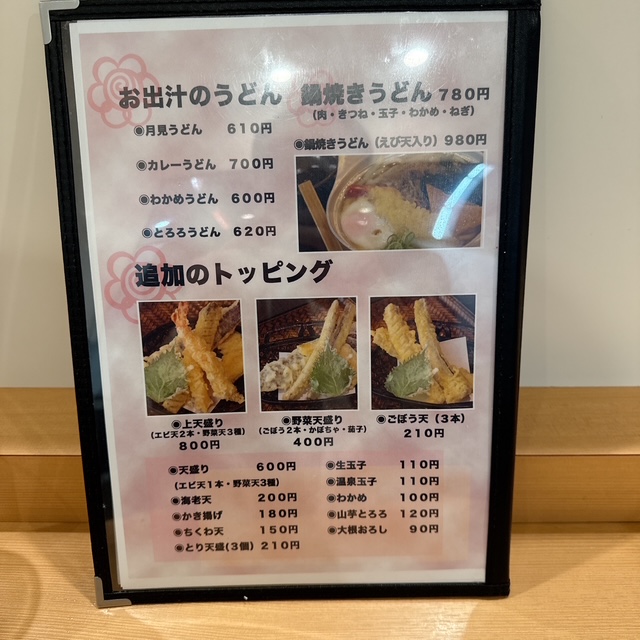 お出汁のうどん
◉月見うどん 610円
◉カレーうどん 700円
◉わかめうどん 600円
◉とろろうどん 620円
鍋焼きうどん 780円
(肉・きつね・玉子・わかめ・ねぎ)
◉鍋焼きうどん(えび天入り) 980円
追加のトッピング
◉上天盛り
(エビ天2本・野菜天3種)
800円
◉野菜天盛り
(ごぼう2本・かぼちゃ・茄子)
400円
◉ごぼう天(3本)
210円
◉天盛り 600円
(エビ天1本・野菜天3種)
◉海老天 200円
◉かき揚げ 180円
◉ちくわ天 150円
◉とり天盛(3個) 210円
◉生玉子 110円
◉温泉玉子 110円
◉わかめ 100円
◉山芋とろろ 120円
◉大根おろし 90円